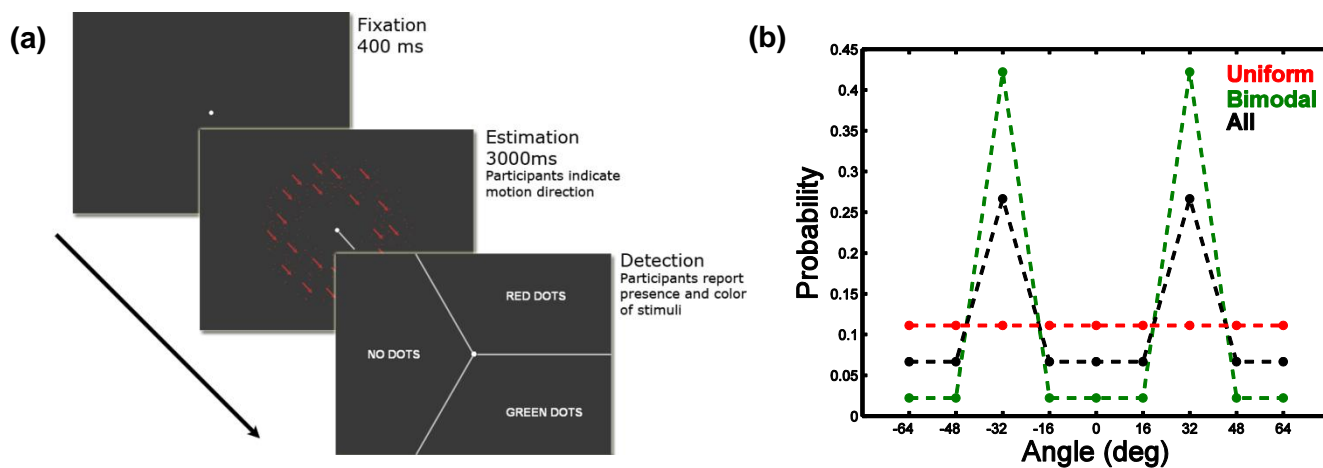 (a)
Fixation
400 ms
Estimation
3000ms
Participants indicate
motion direction
Detection
Participants report
presence and color
of stimuli
RED DOTS
NO DOTS
GREEN DOTS
(b)
0.45
0.4
0.35
0.3
0.25
0.2
0.15
0.1
0.05
0
Probability
Uniform
Bimodal
All
-64 -48 -32 -16 0 16 32 48 64
Angle (deg)